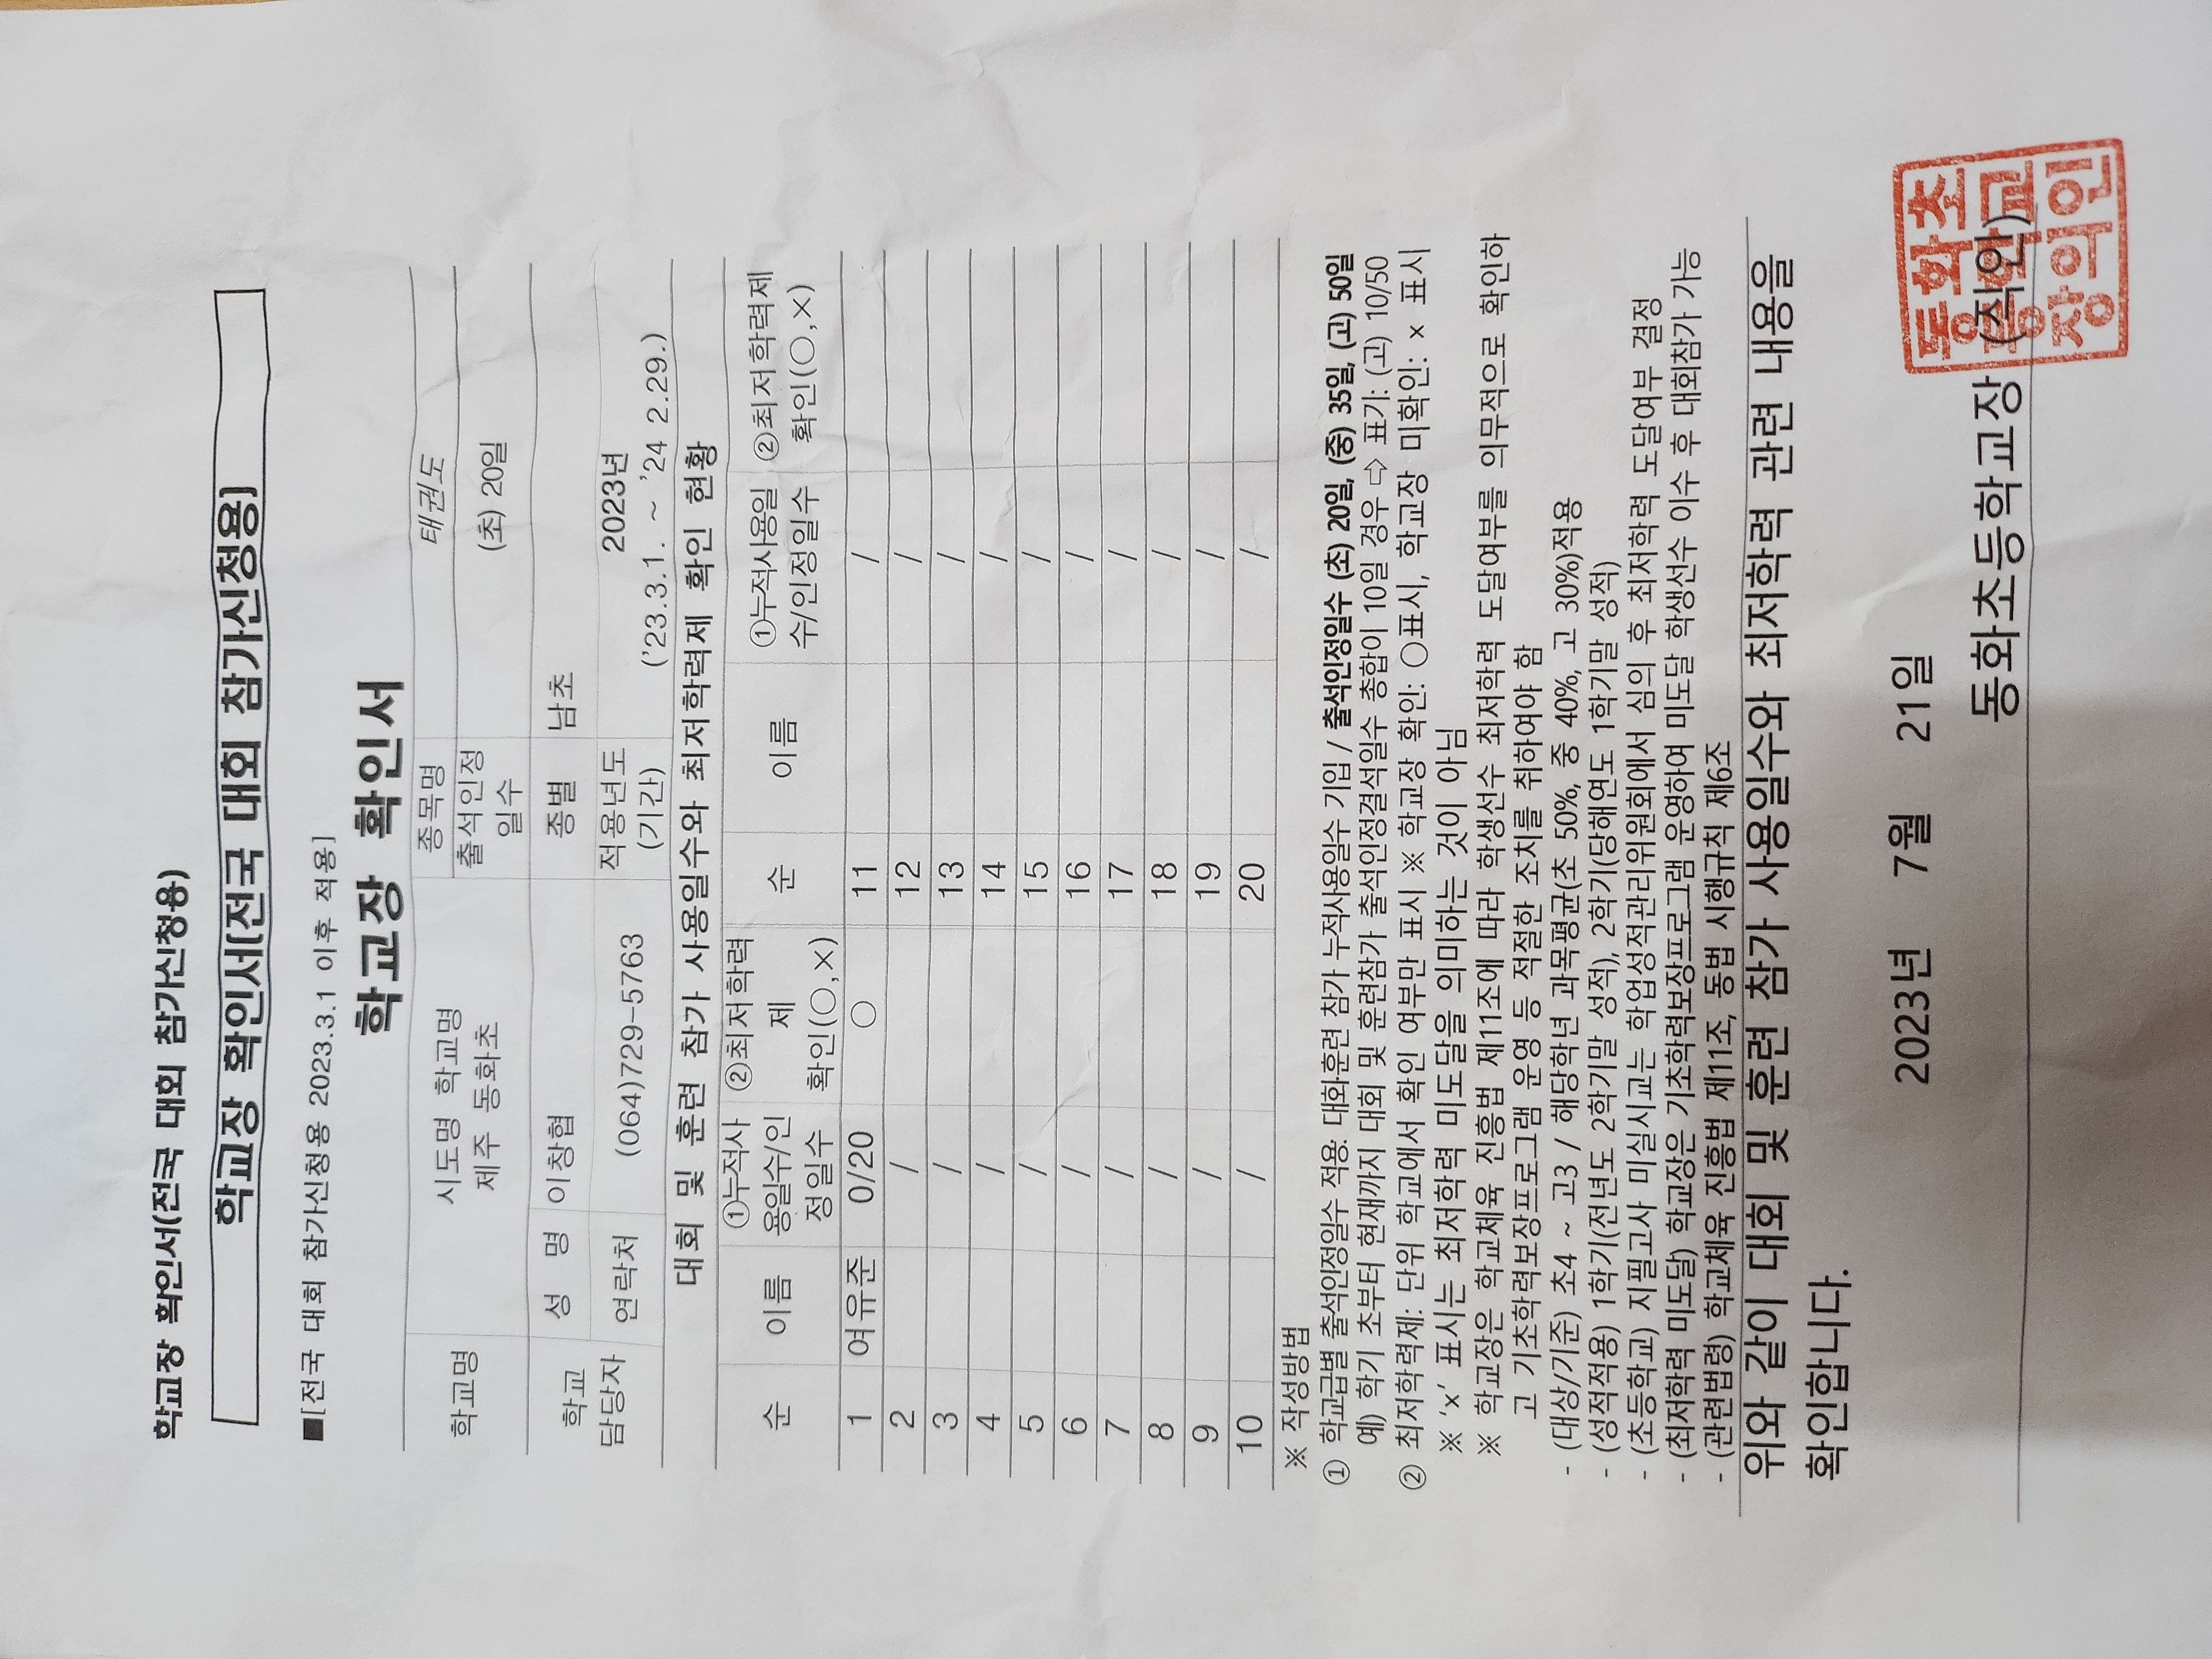 학교장 확인서(전국 대회 참가신청용)
학교장 확인서(전국 대회 참가신청용)
■[전국 대회 참가신청용 2023.3.1 이후 적용]
학교장 확인서
학교명 시도명 학교명 종목명 태권도
제주 동화초 출석인정 일수 (초) 20일
학교 담당자 성 명 이창협 종별 남초
연락처 (064)729-5763 적용년도 (기간) 2023년
('23.3.1. ~ '24 2.29.)
대회 및 훈련 참가 사용일수와 최저학력제 확인 현황
순 이름 ①누적사용일수/인정일수 ②최저학력제 확인(○,×) 순 이름 ①누적사용일수/인정일수 ②최저학력제 확인(○,×)
1 여유준 0/20 ○ 11 /
2 / 12 /
3 / 13 /
4 / 14 /
5 / 15 /
6 / 16 /
7 / 17 /
8 / 18 /
9 / 19 /
10 / 20 /
※ 작성방법
① 학교급별 출석인정일수 적용. 대회훈련 참가 누적사용일수 기입 / 출석인정일수 (초) 20일, (중) 35일, (고) 50일
예) 학기 초부터 현재까지 대회 및 훈련참가 출석인정결석일수 총합이 10일 경우 ⇨ 표기: (고) 10/50
② 최저학력제: 단위 학교에서 확인 여부만 표시 ※ 학교장 확인: ○표시, 학교장 미확인: × 표시
※ 'x' 표시는 최저학력 미도달을 의미하는 것이 아님
※ 학교장은 학교체육 진흥법 제11조에 따라 학생선수 최저학력 도달여부를 의무적으로 확인하
고 기초학력보장프로그램 운영 등 적절한 조치를 취하여야 함
- (대상/기준) 초4 ~ 고3 / 해당학년 과목평균(초 50%, 중 40%, 고 30%)적용
- (성적적용) 1학기(전년도 2학기말 성적), 2학기(당해연도 1학기말 성적)
- (초등학교) 지필고사 미실시교는 학업성적관리위원회에서 심의 후 최저학력 도달여부 결정
- (최저학력 미도달) 학교장은 기초학력보장프로그램 운영하여 미도달 학생선수 이수 후 대회참가 가능
- (관련법령) 학교체육 진흥법 제11조, 동법 시행규칙 제6조
위와 같이 대회 및 훈련 참가 사용일수와 최저학력 관련 내용을
확인합니다.
2023년 7월 21일
동화초등학교장 (직인)
동화초
등학교
장의인